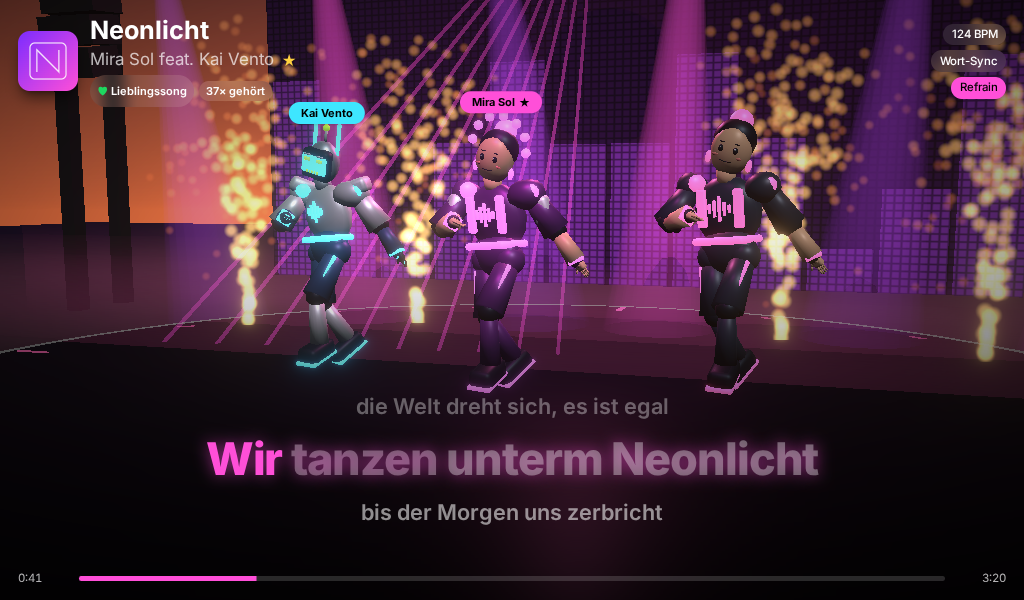 Neonlicht
Mira Sol feat. Kai Vento ★
Lieblingssong
37× gehört
124 BPM
Wort-Sync
Refrain
Kai Vento
Mira Sol ★
die Welt dreht sich, es ist egal
Wir tanzen unterm Neonlicht
bis der Morgen uns zerbricht
0:41
3:20